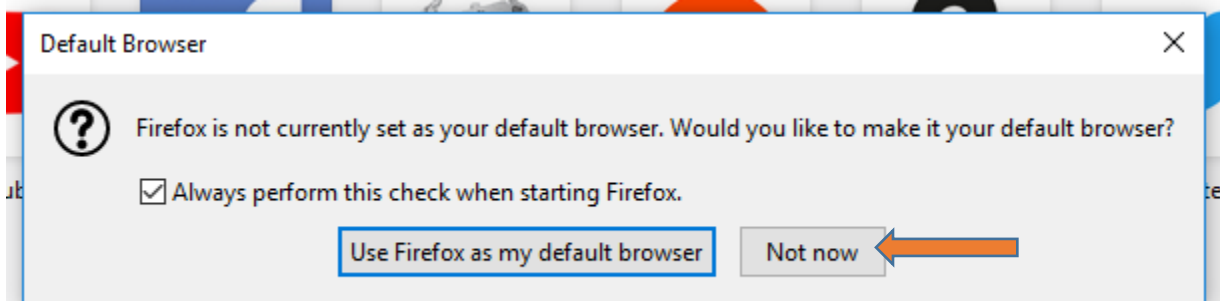 Default Browser
Firefox is not currently set as your default browser. Would you like to make it your default browser?
Always perform this check when starting Firefox.
Use Firefox as my default browser
Not now